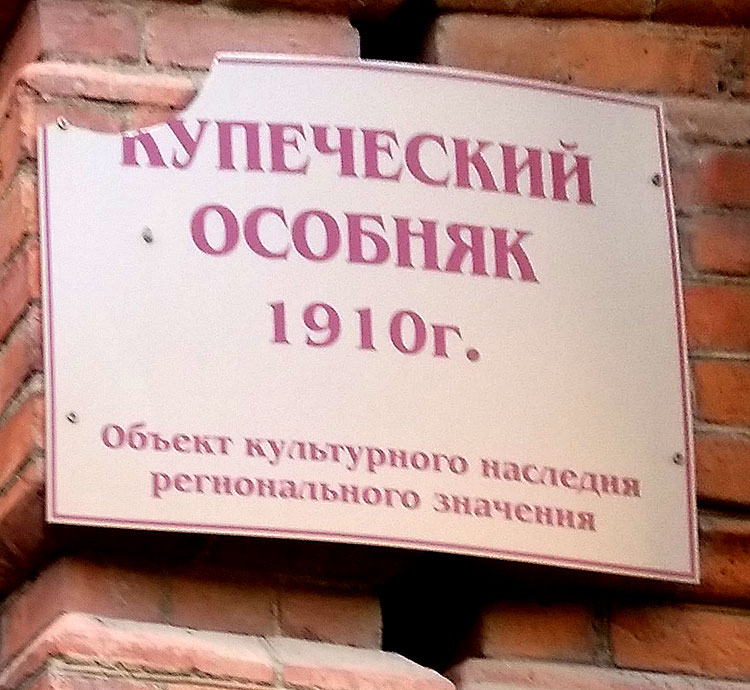 КУПЕЧЕСКИЙ
ОСОБНЯК
1910г.
Объект культурного наследия
регионального значения